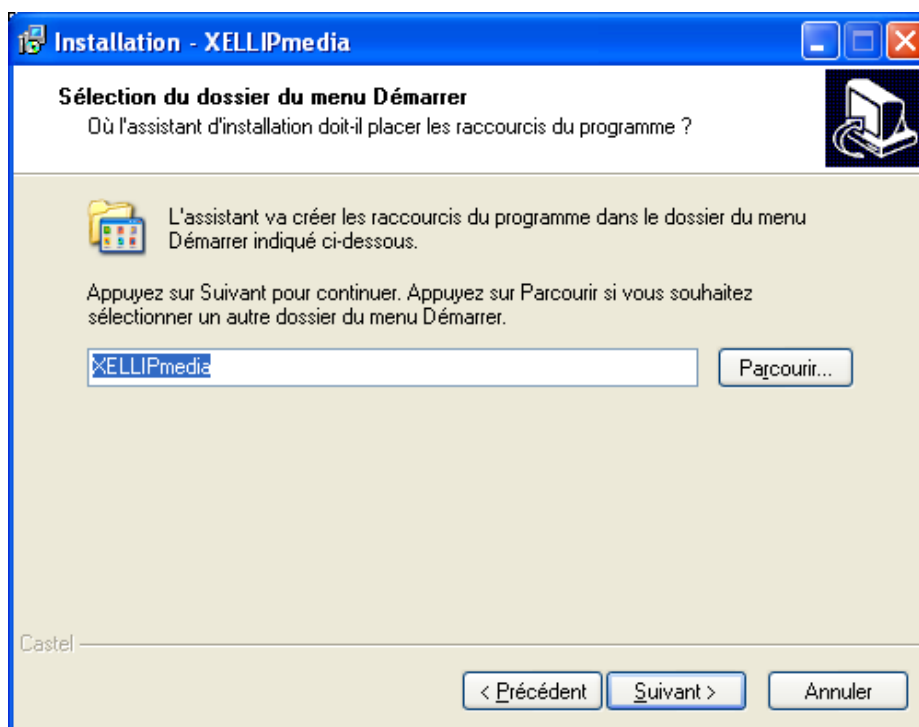 Installation - XELLIPmedia
Sélection du dossier du menu Démarrer
Où l'assistant d'installation doit-il placer les raccourcis du programme ?
L'assistant va créer les raccourcis du programme dans le dossier du menu
Démarrer indiqué ci-dessous.
Appuyez sur Suivant pour continuer. Appuyez sur Parcourir si vous souhaitez
sélectionner un autre dossier du menu Démarrer.
XELLIPmedia
Parcourir...
Castel
< Précédent
Suivant >
Annuler